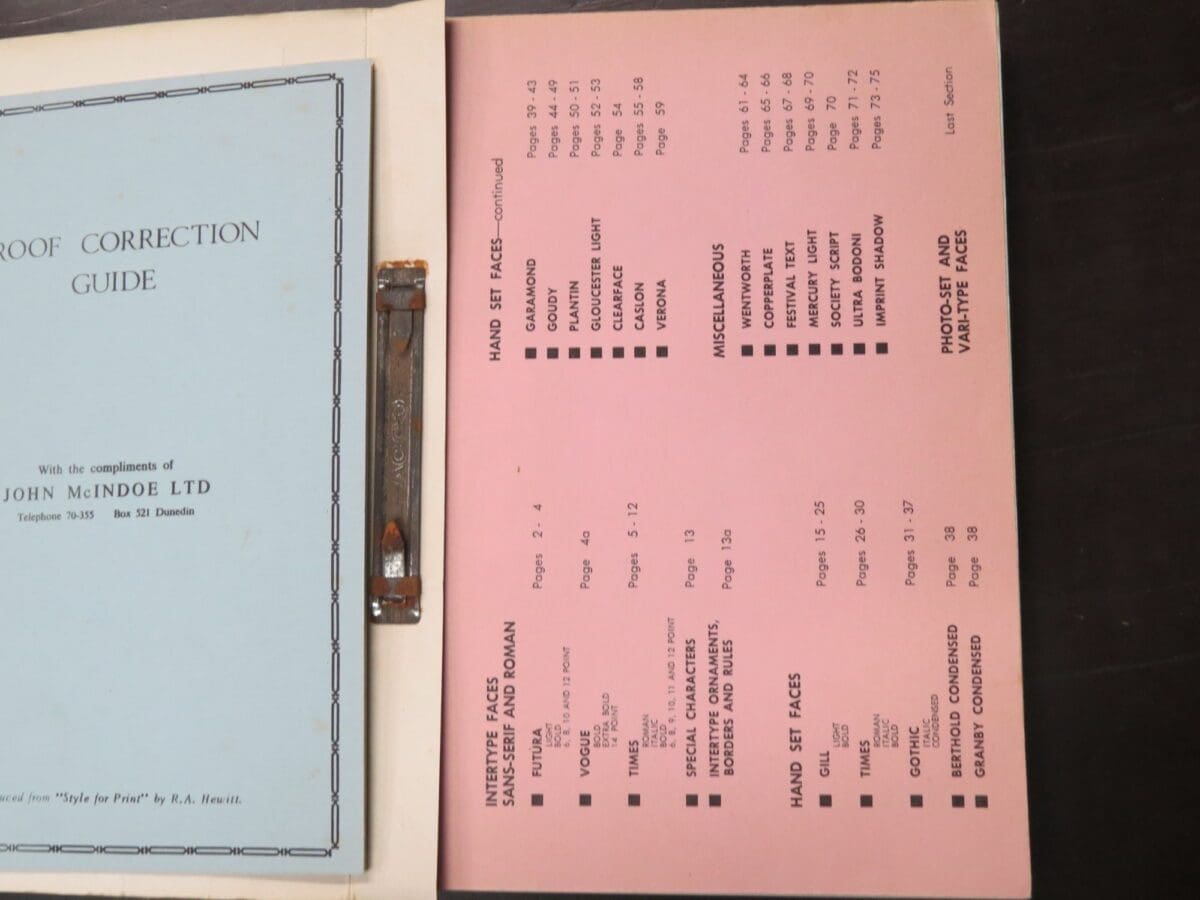 ROOF CORRECTION
GUIDE
With the compliments of
JOHN McINDOE LTD
Telephone 70-355 Box 521 Dunedin
from "Style for Print" by R.A. Hewitt.
ACCO
INTERTYPE FACES
SANS-SERIF AND ROMAN
■ FUTURA Pages 2 - 4
LIGHT
BOLD
6, 8, 10 AND 12 POINT
■ VOGUE Page 4a
BOLD
EXTRA BOLD
14 POINT
■ TIMES Pages 5 - 12
ROMAN
ITALIC
BOLD
6, 8, 9, 10, 11 AND 12 POINT
■ SPECIAL CHARACTERS Page 13
■ INTERTYPE ORNAMENTS,
BORDERS AND RULES Page 13a
HAND SET FACES
■ GILL Pages 15 - 25
LIGHT
BOLD
■ TIMES Pages 26 - 30
ROMAN
ITALIC
BOLD
■ GOTHIC Pages 31 - 37
ITALIC
CONDENSED
■ BERTHOLD CONDENSED Page 38
■ GRANBY CONDENSED Page 38
HAND SET FACES—continued
■ GARAMOND Pages 39 - 43
■ GOUDY Pages 44 - 49
■ PLANTIN Pages 50 - 51
■ GLOUCESTER LIGHT Pages 52 - 53
■ CLEARFACE Page 54
■ CASLON Pages 55 - 58
■ VERONA Page 59
MISCELLANEOUS
■ WENTWORTH Pages 61 - 64
■ COPPERPLATE Pages 65 - 66
■ FESTIVAL TEXT Pages 67 - 68
■ MERCURY LIGHT Pages 69 - 70
■ SOCIETY SCRIPT Page 70
■ ULTRA BODONI Pages 71 - 72
■ IMPRINT SHADOW Pages 73 - 75
PHOTO-SET AND
VARI-TYPE FACES Last Section